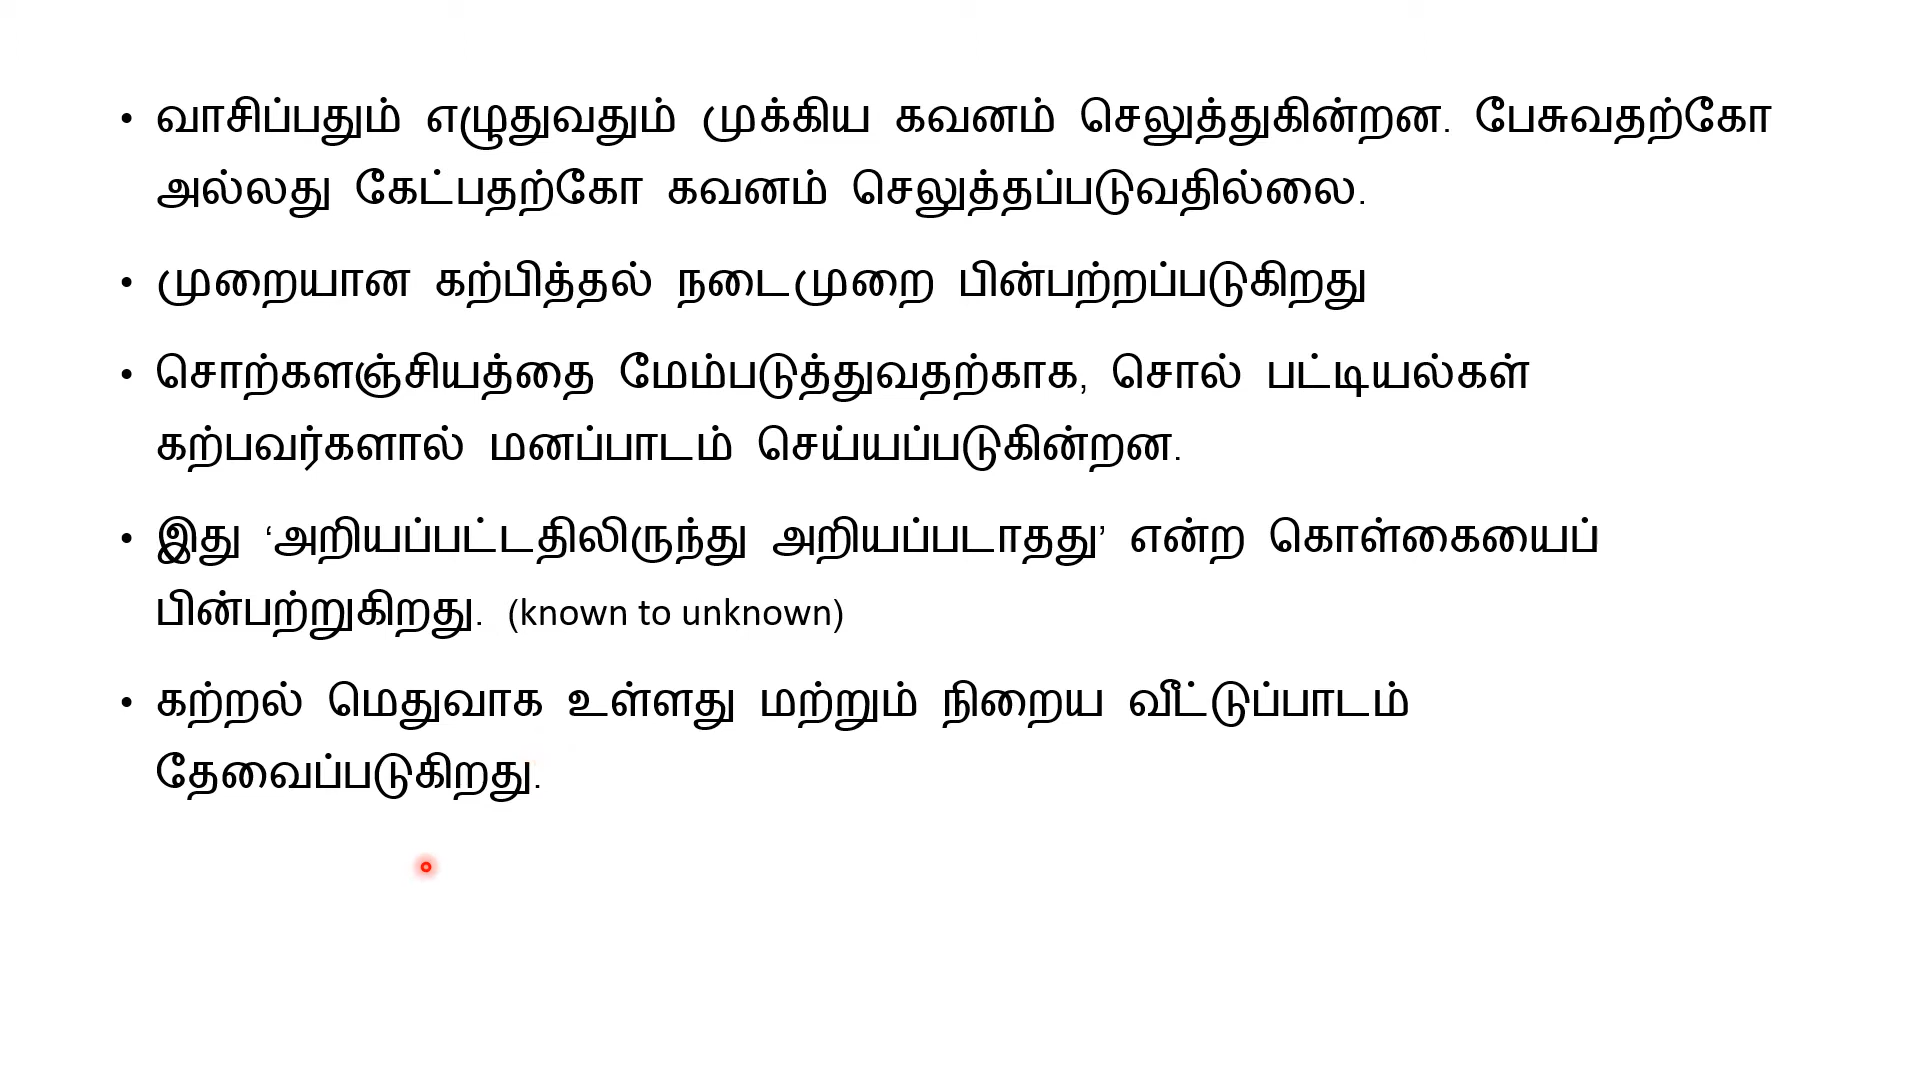 • வாசிப்பதும் எழுதுவதும் முக்கிய கவனம் செலுத்துகின்றன. பேசுவதற்கோ
அல்லது கேட்பதற்கோ கவனம் செலுத்தப்படுவதில்லை.
• முறையான கற்பித்தல் நடைமுறை பின்பற்றப்படுகிறது
• சொற்களஞ்சியத்தை மேம்படுத்துவதற்காக, சொல் பட்டியல்கள்
கற்பவர்களால் மனப்பாடம் செய்யப்படுகின்றன.
• இது ‘அறியப்பட்டதிலிருந்து அறியப்படாதது’ என்ற கொள்கையைப்
பின்பற்றுகிறது. (known to unknown)
• கற்றல் மெதுவாக உள்ளது மற்றும் நிறைய வீட்டுப்பாடம்
தேவைப்படுகிறது.